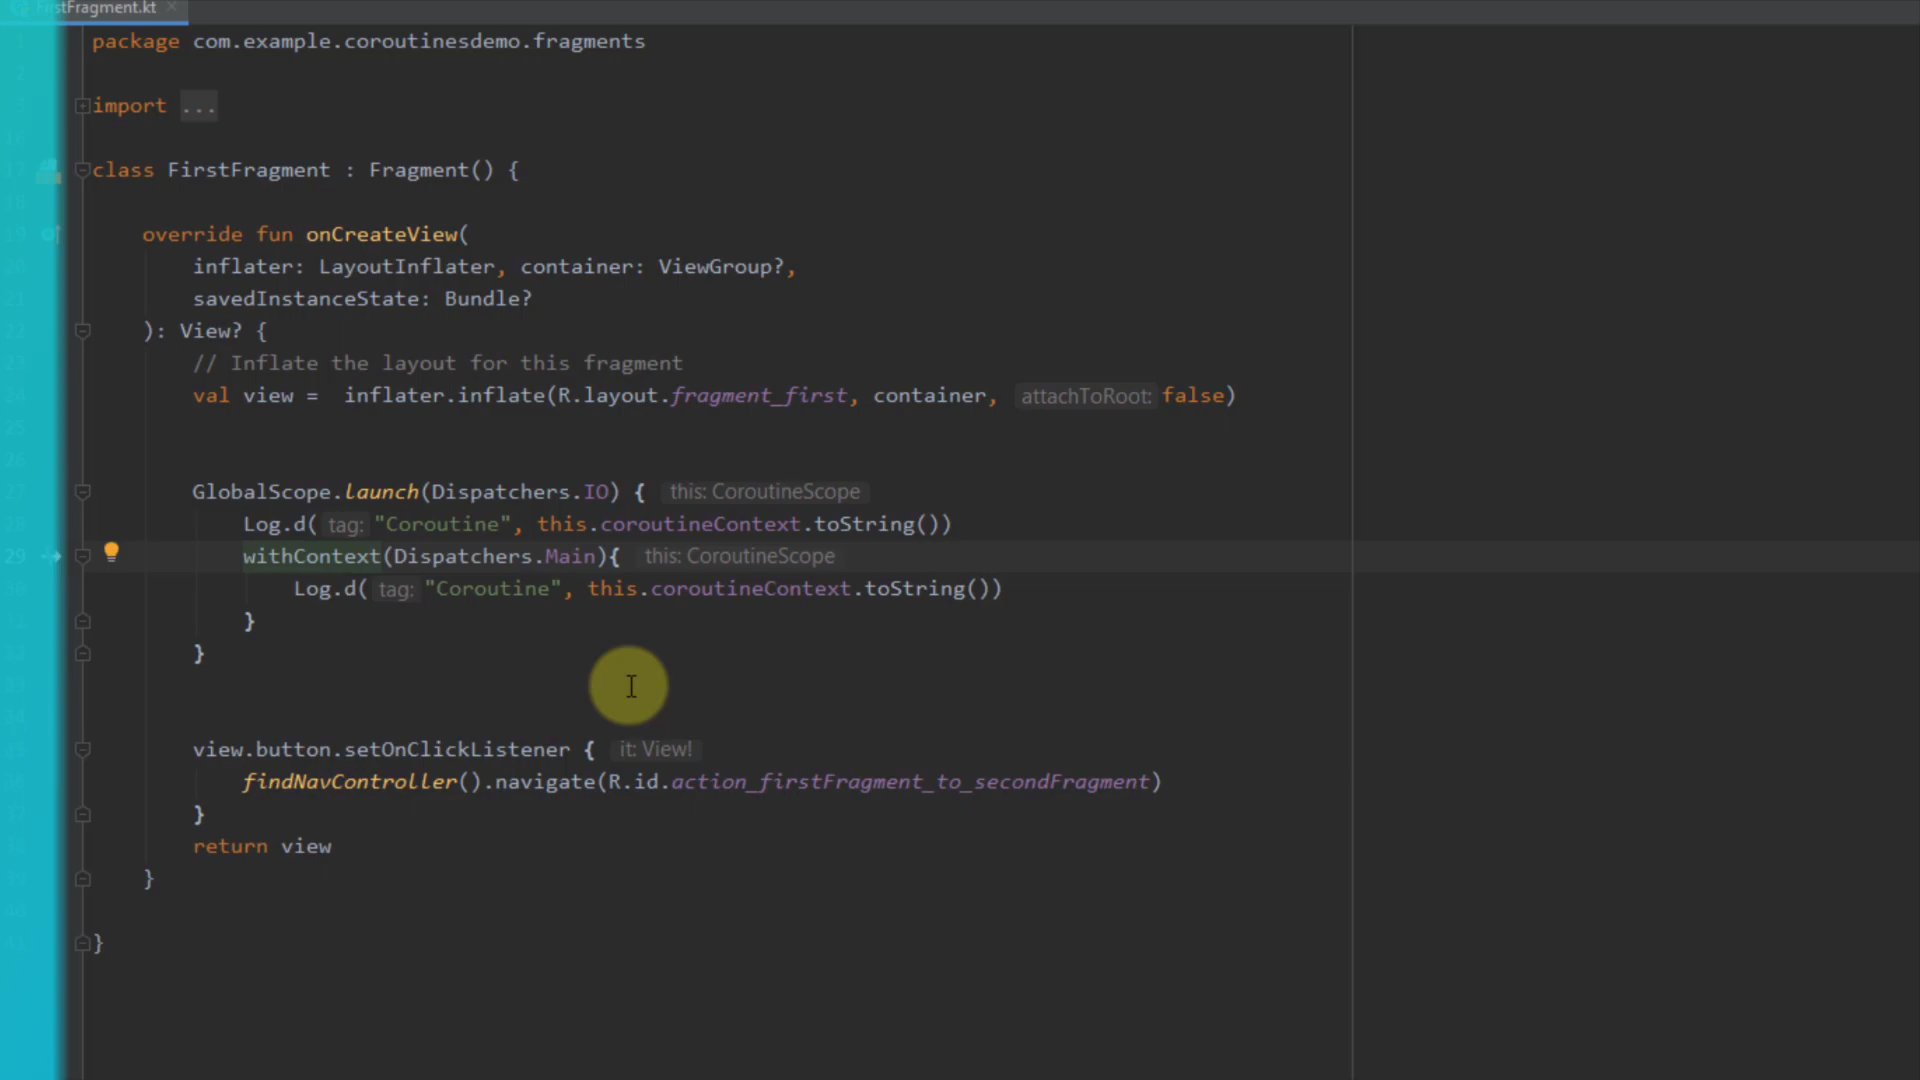 FirstFragment.kt
package com.example.coroutinesdemo.fragments
import ...
class FirstFragment : Fragment() {
override fun onCreateView(
inflater: LayoutInflater, container: ViewGroup?,
savedInstanceState: Bundle?
): View? {
// Inflate the layout for this fragment
val view =  inflater.inflate(R.layout.fragment_first, container, attachToRoot: false)
GlobalScope.launch(Dispatchers.IO) { this: CoroutineScope
Log.d( tag: "Coroutine", this.coroutineContext.toString())
29 withContext(Dispatchers.Main){ this: CoroutineScope
Log.d( tag: "Coroutine", this.coroutineContext.toString())
}
}
view.button.setOnClickListener { it: View!
findNavController().navigate(R.id.action_firstFragment_to_secondFragment)
}
return view
}
}